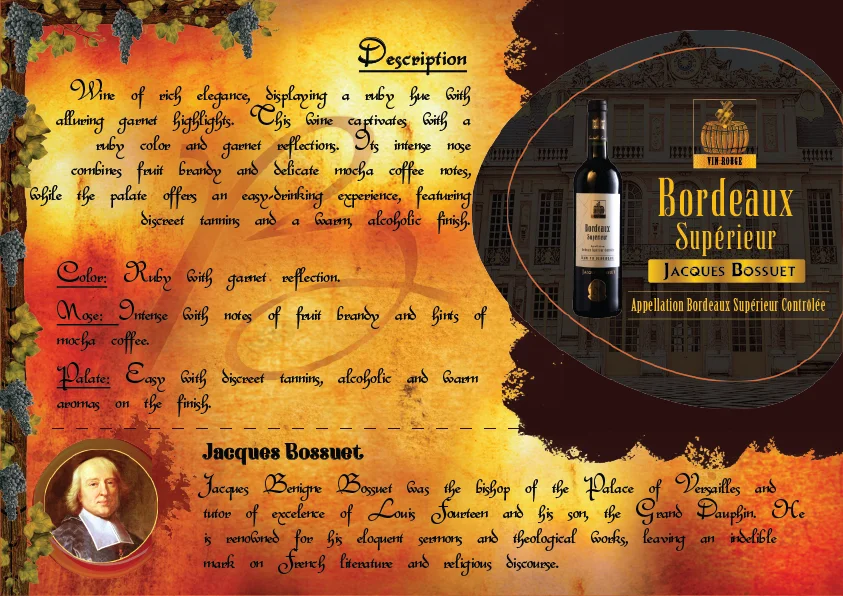 Description
Wine of rich elegance, displaying a ruby hue with
alluring garnet highlights. This wine captivates with a
ruby color and garnet reflections. Its intense nose
combines fruit brandy and delicate mocha coffee notes,
while the palate offers an easy-drinking experience, featuring
discreet tannins and a warm, alcoholic finish.
Color: Ruby with garnet reflection.
Nose: Intense with notes of fruit brandy and hints of
mocha coffee.
Palate: Easy with discreet tannins, alcoholic and warm
aromas on the finish.
VIN-ROUGE
Bordeaux
Supérieur
JACQUES BOSSUET
Appellation Bordeaux Supérieur Contrôlée
Bordeaux
Supérieur
Jacques Bossuet
Jacques Benigne Bossuet was the bishop of the Palace of Versailles and
tutor of excelence of Louis Fourteen and his son, the Grand Dauphin. He
is renowned for his eloquent sermons and theological works, leaving an indelible
mark on French literature and religious discourse.